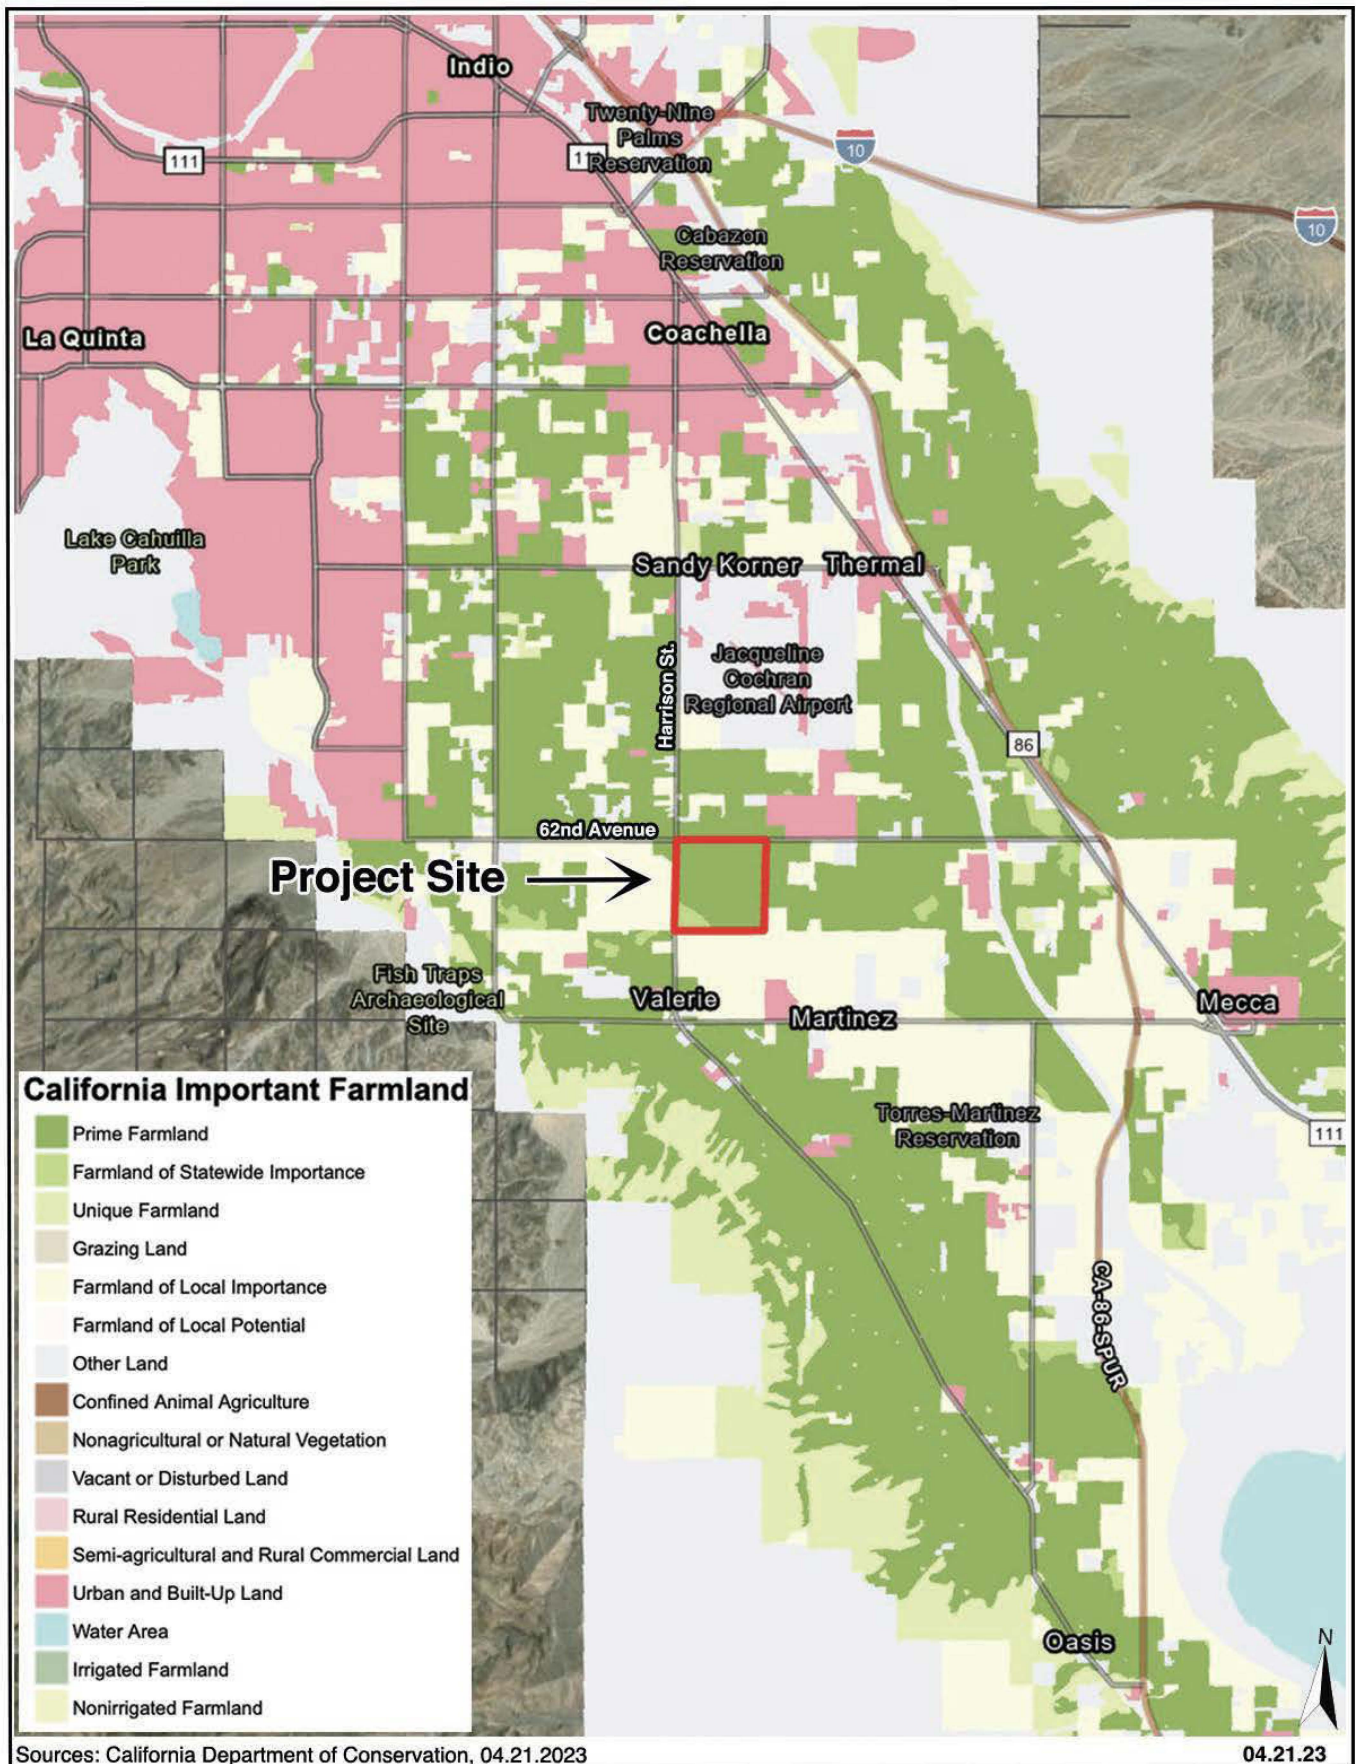 Indio
Twenty-Nine
Palms
Reservation
10
111
11
10
Cabazon
Reservation
La Quinta
Coachella
Lake Cahuilla
Park
Sandy Korner
Thermal
Harrison St.
Jacqueline
Cochran
Regional Airport
86
62nd Avenue
Project Site
Fish Traps
Archaeological
Site
Valerie
Martinez
Mecca
Torres-Martinez
Reservation
111
CA-86-SPUR
Oasis
N
California Important Farmland
Prime Farmland
Farmland of Statewide Importance
Unique Farmland
Grazing Land
Farmland of Local Importance
Farmland of Local Potential
Other Land
Confined Animal Agriculture
Nonagricultural or Natural Vegetation
Vacant or Disturbed Land
Rural Residential Land
Semi-agricultural and Rural Commercial Land
Urban and Built-Up Land
Water Area
Irrigated Farmland
Nonirrigated Farmland
Sources: California Department of Conservation, 04.21.2023
04.21.23